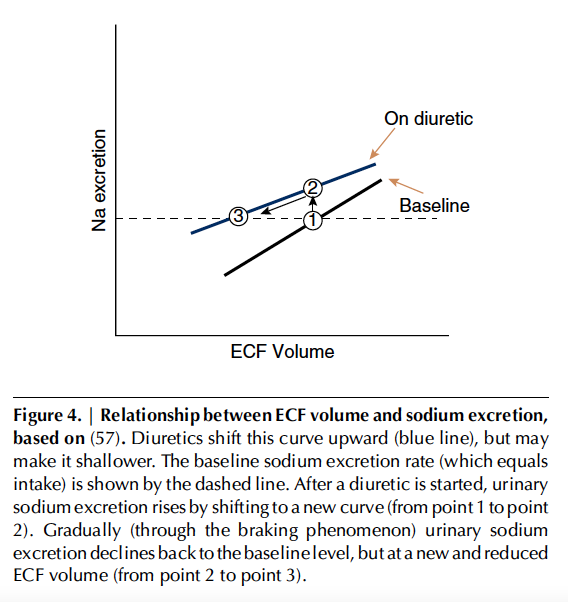 On diuretic
Na excretion
2
Baseline
3
1
ECF Volume
Figure 4. | Relationship between ECF volume and sodium excretion,
based on (57). Diuretics shift this curve upward (blue line), but may
make it shallower. The baseline sodium excretion rate (which equals
intake) is shown by the dashed line. After a diuretic is started, urinary
sodium excretion rises by shifting to a new curve (from point 1 to point
2). Gradually (through the braking phenomenon) urinary sodium
excretion declines back to the baseline level, but at a new and reduced
ECF volume (from point 2 to point 3).